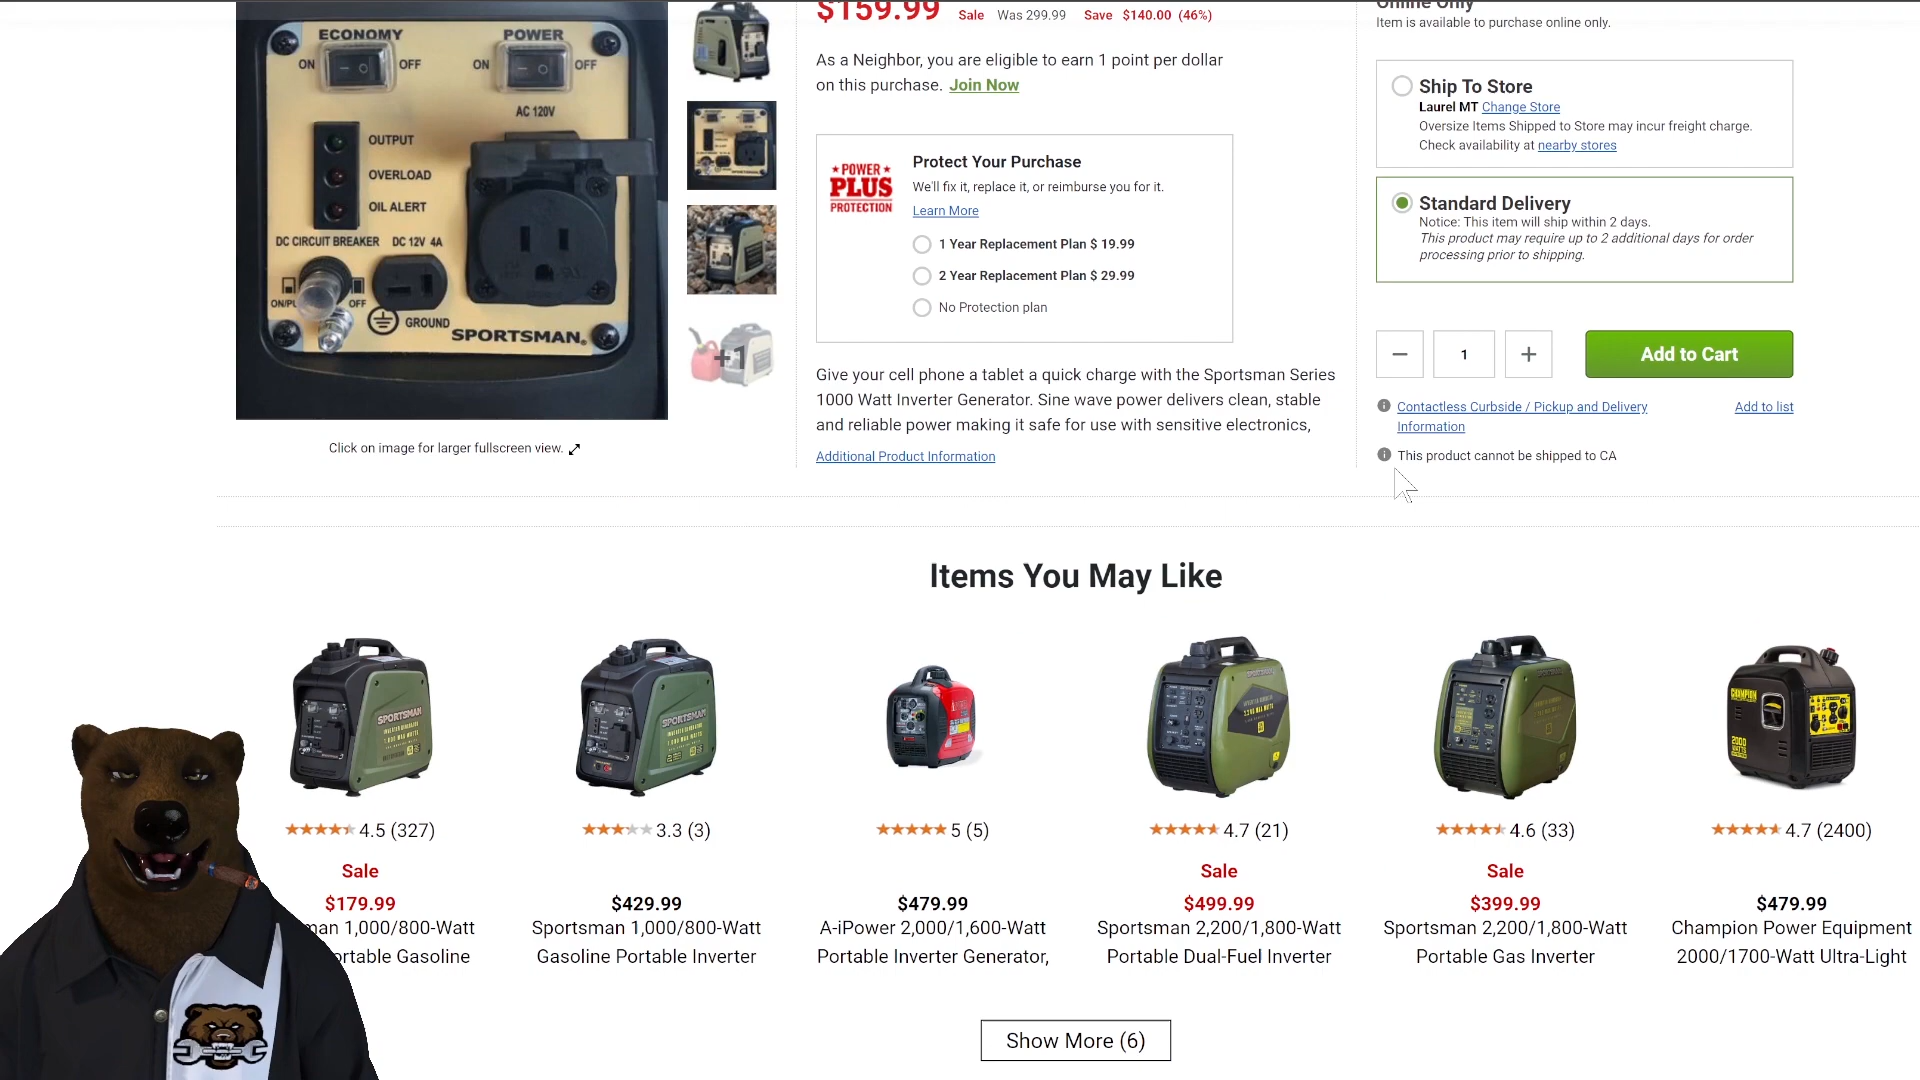 $159.99 Sale Was 299.99 Save $140.00 (46%)
As a Neighbor, you are eligible to earn 1 point per dollar
on this purchase. Join Now
Online Only
Item is available to purchase online only.
ECONOMY POWER
ON OFF ON OFF
AC 120V
OUTPUT
OVERLOAD
OIL ALERT
DC CIRCUIT BREAKER DC 12V 4A
OFF
GROUND
SPORTSMAN
Click on image for larger fullscreen view.
+1
POWER
PLUS
PROTECTION
Protect Your Purchase
We'll fix it, replace it, or reimburse you for it.
Learn More
1 Year Replacement Plan $ 19.99
2 Year Replacement Plan $ 29.99
No Protection plan
Give your cell phone a tablet a quick charge with the Sportsman Series
1000 Watt Inverter Generator. Sine wave power delivers clean, stable
and reliable power making it safe for use with sensitive electronics,
Additional Product Information
Ship To Store
Laurel MT Change Store
Oversize Items Shipped to Store may incur freight charge.
Check availability at nearby stores
Standard Delivery
Notice: This item will ship within 2 days.
This product may require up to 2 additional days for order
processing prior to shipping.
1
Add to Cart
Contactless Curbside / Pickup and Delivery
Information
Add to list
This product cannot be shipped to CA
Items You May Like
SPORTSMAN
SPORTSMAN
CHAMPION
2000
4.5 (327)
Sale
$179.99
man 1,000/800-Watt
rtable Gasoline
3.3 (3)
$429.99
Sportsman 1,000/800-Watt
Gasoline Portable Inverter
5 (5)
$479.99
A-iPower 2,000/1,600-Watt
Portable Inverter Generator,
4.7 (21)
Sale
$499.99
Sportsman 2,200/1,800-Watt
Portable Dual-Fuel Inverter
4.6 (33)
Sale
$399.99
Sportsman 2,200/1,800-Watt
Portable Gas Inverter
4.7 (2400)
$479.99
Champion Power Equipment
2000/1700-Watt Ultra-Light
Show More (6)